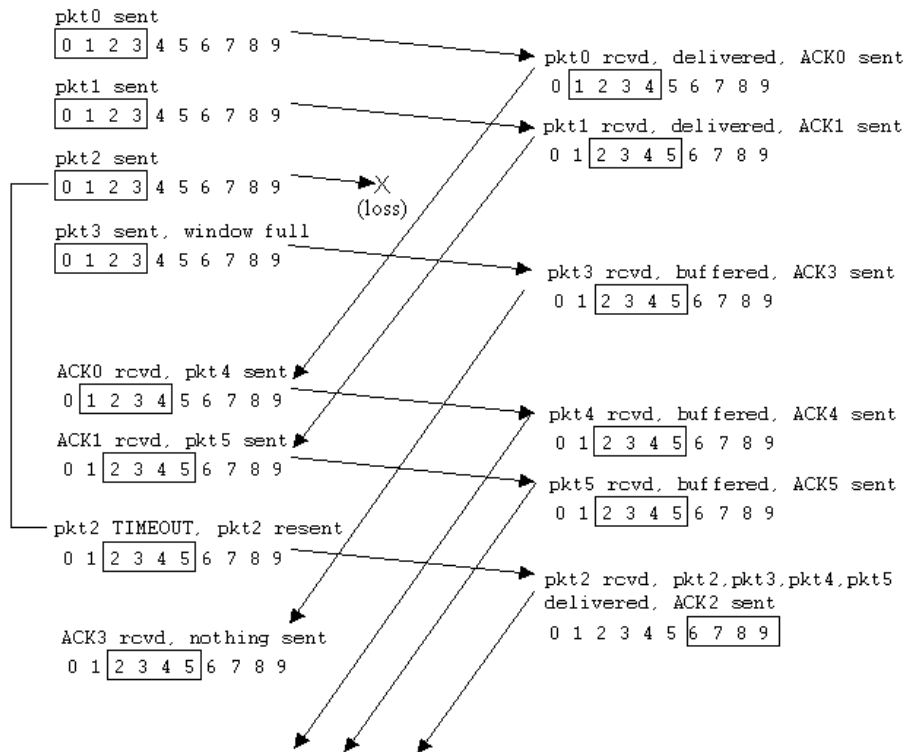 pkt0 sent
0 1 2 3 4 5 6 7 8 9
pkt1 sent
0 1 2 3 4 5 6 7 8 9
pkt2 sent
0 1 2 3 4 5 6 7 8 9
X
(loss)
pkt3 sent, window full
0 1 2 3 4 5 6 7 8 9
ACK0 rcvd, pkt4 sent
0 1 2 3 4 5 6 7 8 9
ACK1 rcvd, pkt5 sent
0 1 2 3 4 5 6 7 8 9
pkt2 TIMEOUT, pkt2 resent
0 1 2 3 4 5 6 7 8 9
ACK3 rcvd, nothing sent
0 1 2 3 4 5 6 7 8 9
pkt0 rcvd, delivered, ACK0 sent
0 1 2 3 4 5 6 7 8 9
pkt1 rcvd, delivered, ACK1 sent
0 1 2 3 4 5 6 7 8 9
pkt3 rcvd, buffered, ACK3 sent
0 1 2 3 4 5 6 7 8 9
pkt4 rcvd, buffered, ACK4 sent
0 1 2 3 4 5 6 7 8 9
pkt5 rcvd, buffered, ACK5 sent
0 1 2 3 4 5 6 7 8 9
pkt2 rcvd, pkt2,pkt3,pkt4,pkt5
delivered, ACK2 sent
0 1 2 3 4 5 6 7 8 9